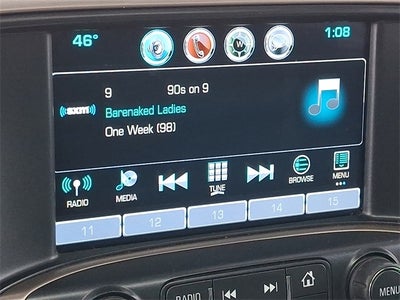 46°
W
1:08
9 90s on 9
((SXM))
Barenaked Ladies
One Week (98)
RADIO
MEDIA
TUNE
BROWSE
MENU
11
12
13
14
15
MENU